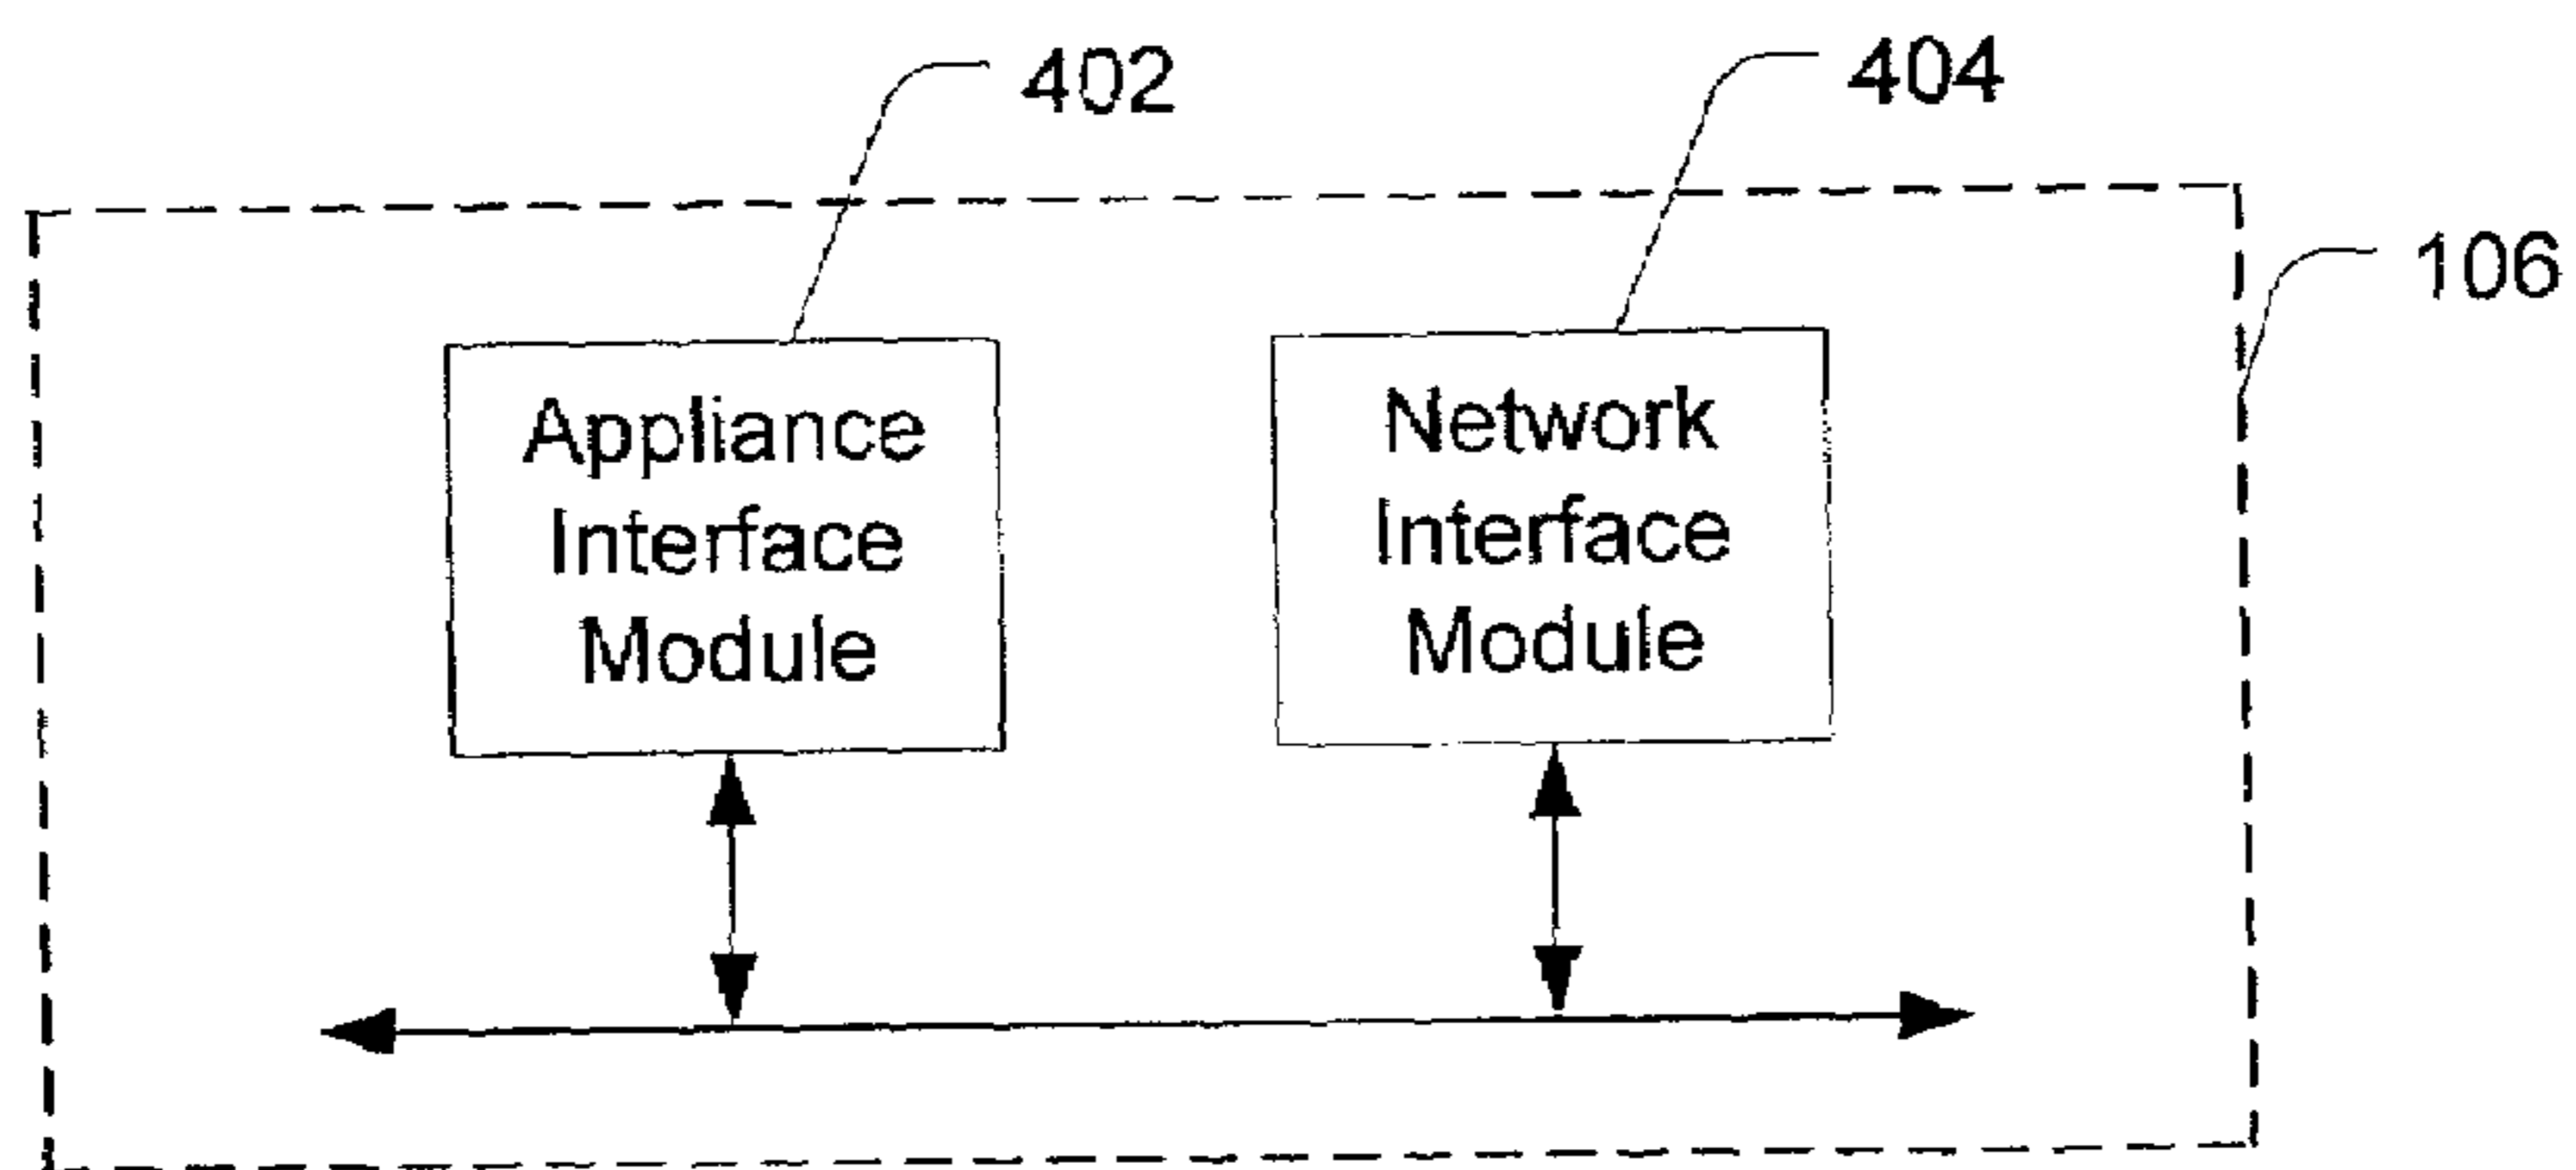 402
404
106
Appliance
Interface
Module
Network
Interface
Module